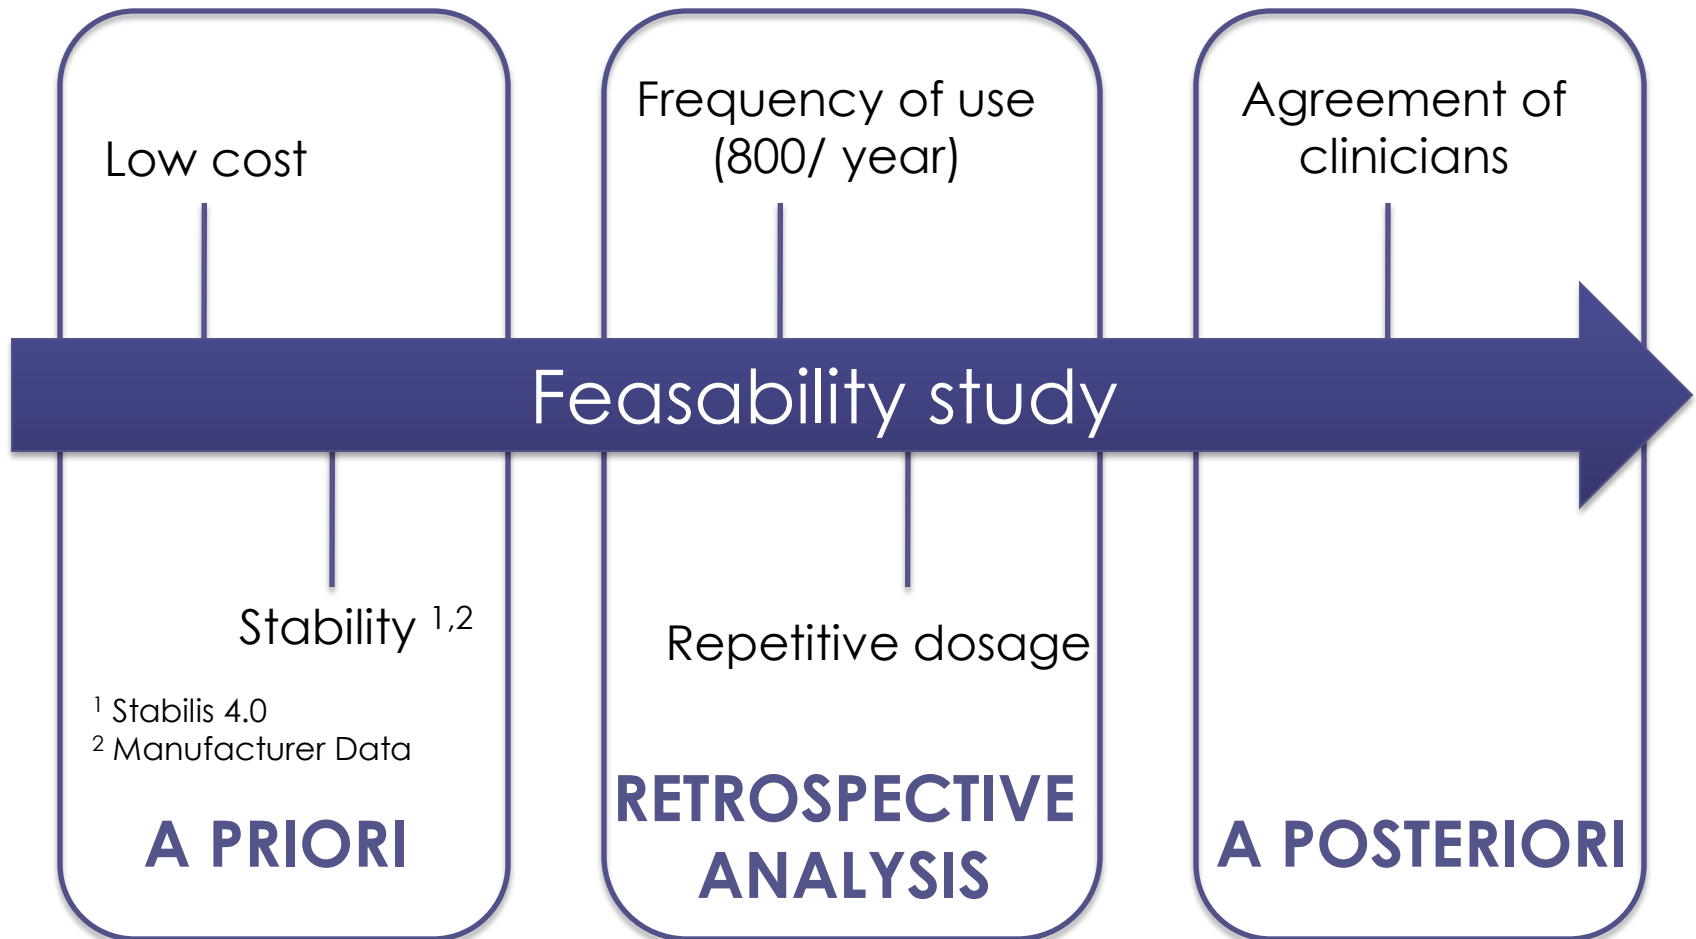 Low cost
Frequency of use
(800/ year)
Agreement of
clinicians
Feasability study
Stability 1,2
1 Stabilis 4.0
2 Manufacturer Data
Repetitive dosage
A PRIORI
RETROSPECTIVE
ANALYSIS
A POSTERIORI